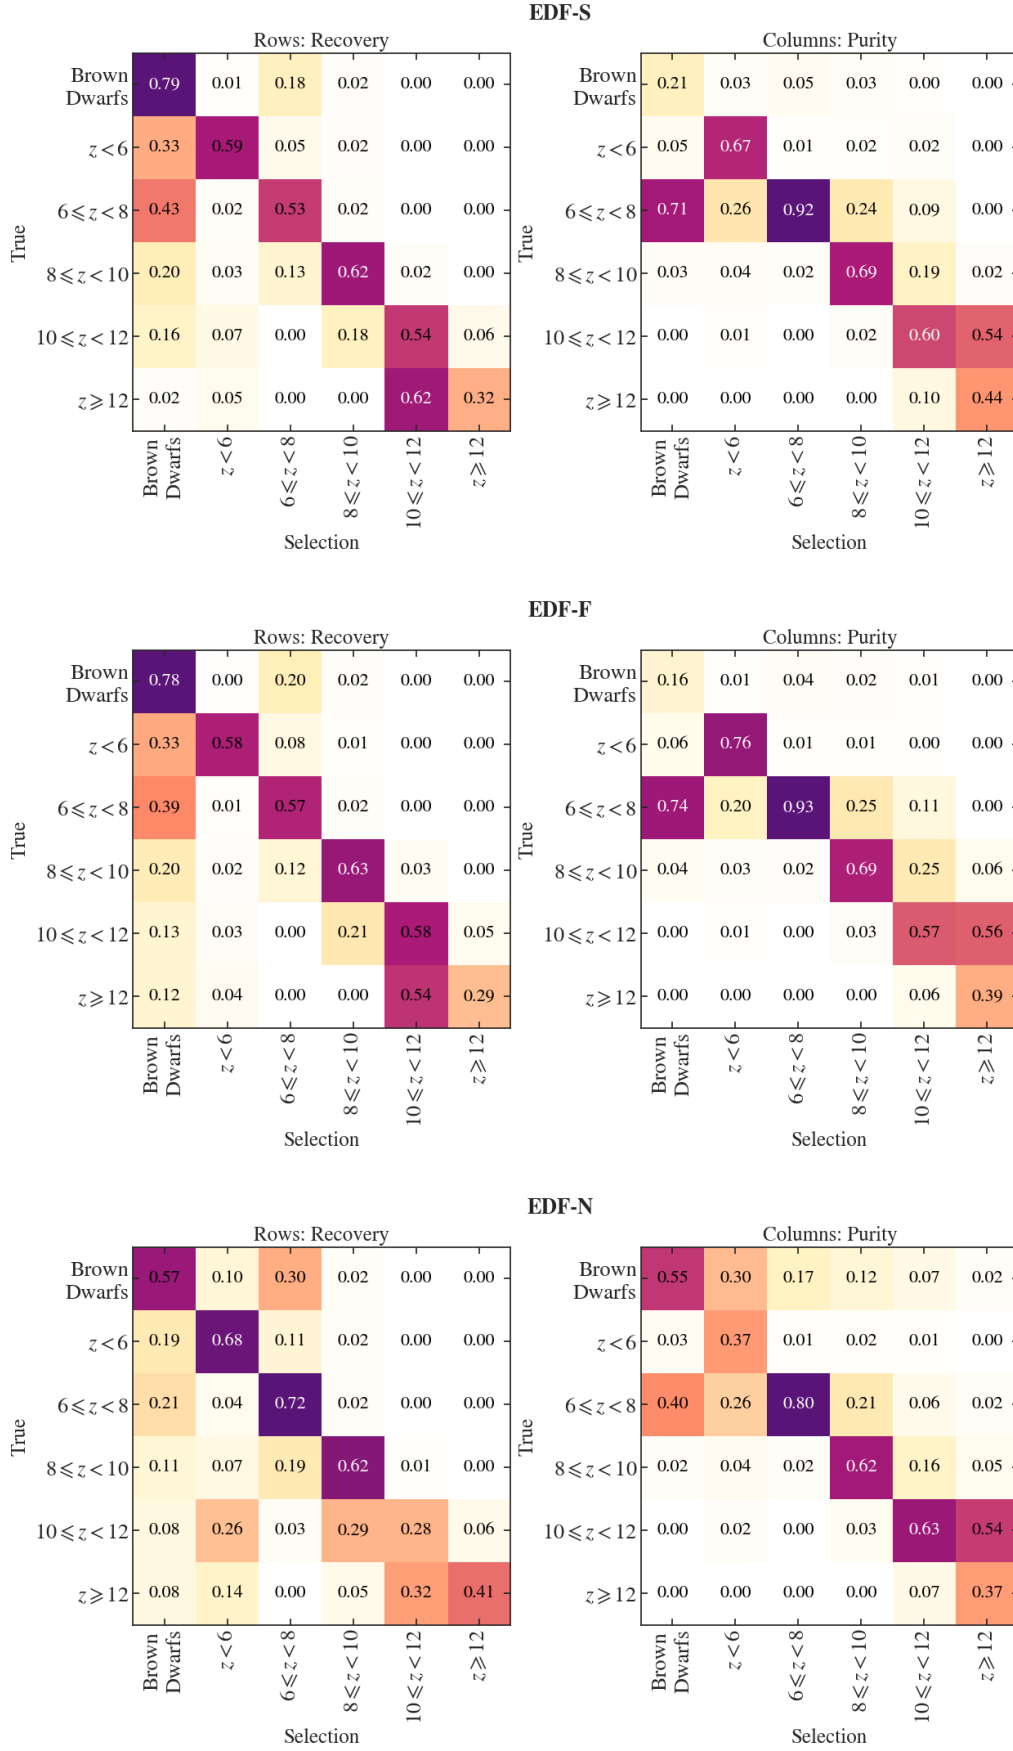 EDF-S
Rows: Recovery
Columns: Purity
True
Brown
Dwarfs 0.79 0.01 0.18 0.02 0.00 0.00
z < 6 0.33 0.59 0.05 0.02 0.00 0.00
6 ⩽ z < 8 0.43 0.02 0.53 0.02 0.00 0.00
8 ⩽ z < 10 0.20 0.03 0.13 0.62 0.02 0.00
10 ⩽ z < 12 0.16 0.07 0.00 0.18 0.54 0.06
z ⩾ 12 0.02 0.05 0.00 0.00 0.62 0.32
Brown
Dwarfs
z < 6
6 ⩽ z < 8
8 ⩽ z < 10
10 ⩽ z < 12
z ⩾ 12
Selection
True
Brown
Dwarfs 0.21 0.03 0.05 0.03 0.00 0.00
z < 6 0.05 0.67 0.01 0.02 0.02 0.00
6 ⩽ z < 8 0.71 0.26 0.92 0.24 0.09 0.00
8 ⩽ z < 10 0.03 0.04 0.02 0.69 0.19 0.02
10 ⩽ z < 12 0.00 0.01 0.00 0.02 0.60 0.54
z ⩾ 12 0.00 0.00 0.00 0.00 0.10 0.44
Brown
Dwarfs
z < 6
6 ⩽ z < 8
8 ⩽ z < 10
10 ⩽ z < 12
z ⩾ 12
Selection
EDF-F
Rows: Recovery
Columns: Purity
True
Brown
Dwarfs 0.78 0.00 0.20 0.02 0.00 0.00
z < 6 0.33 0.58 0.08 0.01 0.00 0.00
6 ⩽ z < 8 0.39 0.01 0.57 0.02 0.00 0.00
8 ⩽ z < 10 0.20 0.02 0.12 0.63 0.03 0.00
10 ⩽ z < 12 0.13 0.03 0.00 0.21 0.58 0.05
z ⩾ 12 0.12 0.04 0.00 0.00 0.54 0.29
Brown
Dwarfs
z < 6
6 ⩽ z < 8
8 ⩽ z < 10
10 ⩽ z < 12
z ⩾ 12
Selection
True
Brown
Dwarfs 0.16 0.01 0.04 0.02 0.01 0.00
z < 6 0.06 0.76 0.01 0.01 0.00 0.00
6 ⩽ z < 8 0.74 0.20 0.93 0.25 0.11 0.00
8 ⩽ z < 10 0.04 0.03 0.02 0.69 0.25 0.06
10 ⩽ z < 12 0.00 0.01 0.00 0.03 0.57 0.56
z ⩾ 12 0.00 0.00 0.00 0.00 0.06 0.39
Brown
Dwarfs
z < 6
6 ⩽ z < 8
8 ⩽ z < 10
10 ⩽ z < 12
z ⩾ 12
Selection
EDF-N
Rows: Recovery
Columns: Purity
True
Brown
Dwarfs 0.57 0.10 0.30 0.02 0.00 0.00
z < 6 0.19 0.68 0.11 0.02 0.00 0.00
6 ⩽ z < 8 0.21 0.04 0.72 0.02 0.00 0.00
8 ⩽ z < 10 0.11 0.07 0.19 0.62 0.01 0.00
10 ⩽ z < 12 0.08 0.26 0.03 0.29 0.28 0.06
z ⩾ 12 0.08 0.14 0.00 0.05 0.32 0.41
Brown
Dwarfs
z < 6
6 ⩽ z < 8
8 ⩽ z < 10
10 ⩽ z < 12
z ⩾ 12
Selection
True
Brown
Dwarfs 0.55 0.30 0.17 0.12 0.07 0.02
z < 6 0.03 0.37 0.01 0.02 0.01 0.00
6 ⩽ z < 8 0.40 0.26 0.80 0.21 0.06 0.02
8 ⩽ z < 10 0.02 0.04 0.02 0.62 0.16 0.05
10 ⩽ z < 12 0.00 0.02 0.00 0.03 0.63 0.54
z ⩾ 12 0.00 0.00 0.00 0.00 0.07 0.37
Brown
Dwarfs
z < 6
6 ⩽ z < 8
8 ⩽ z < 10
10 ⩽ z < 12
z ⩾ 12
Selection